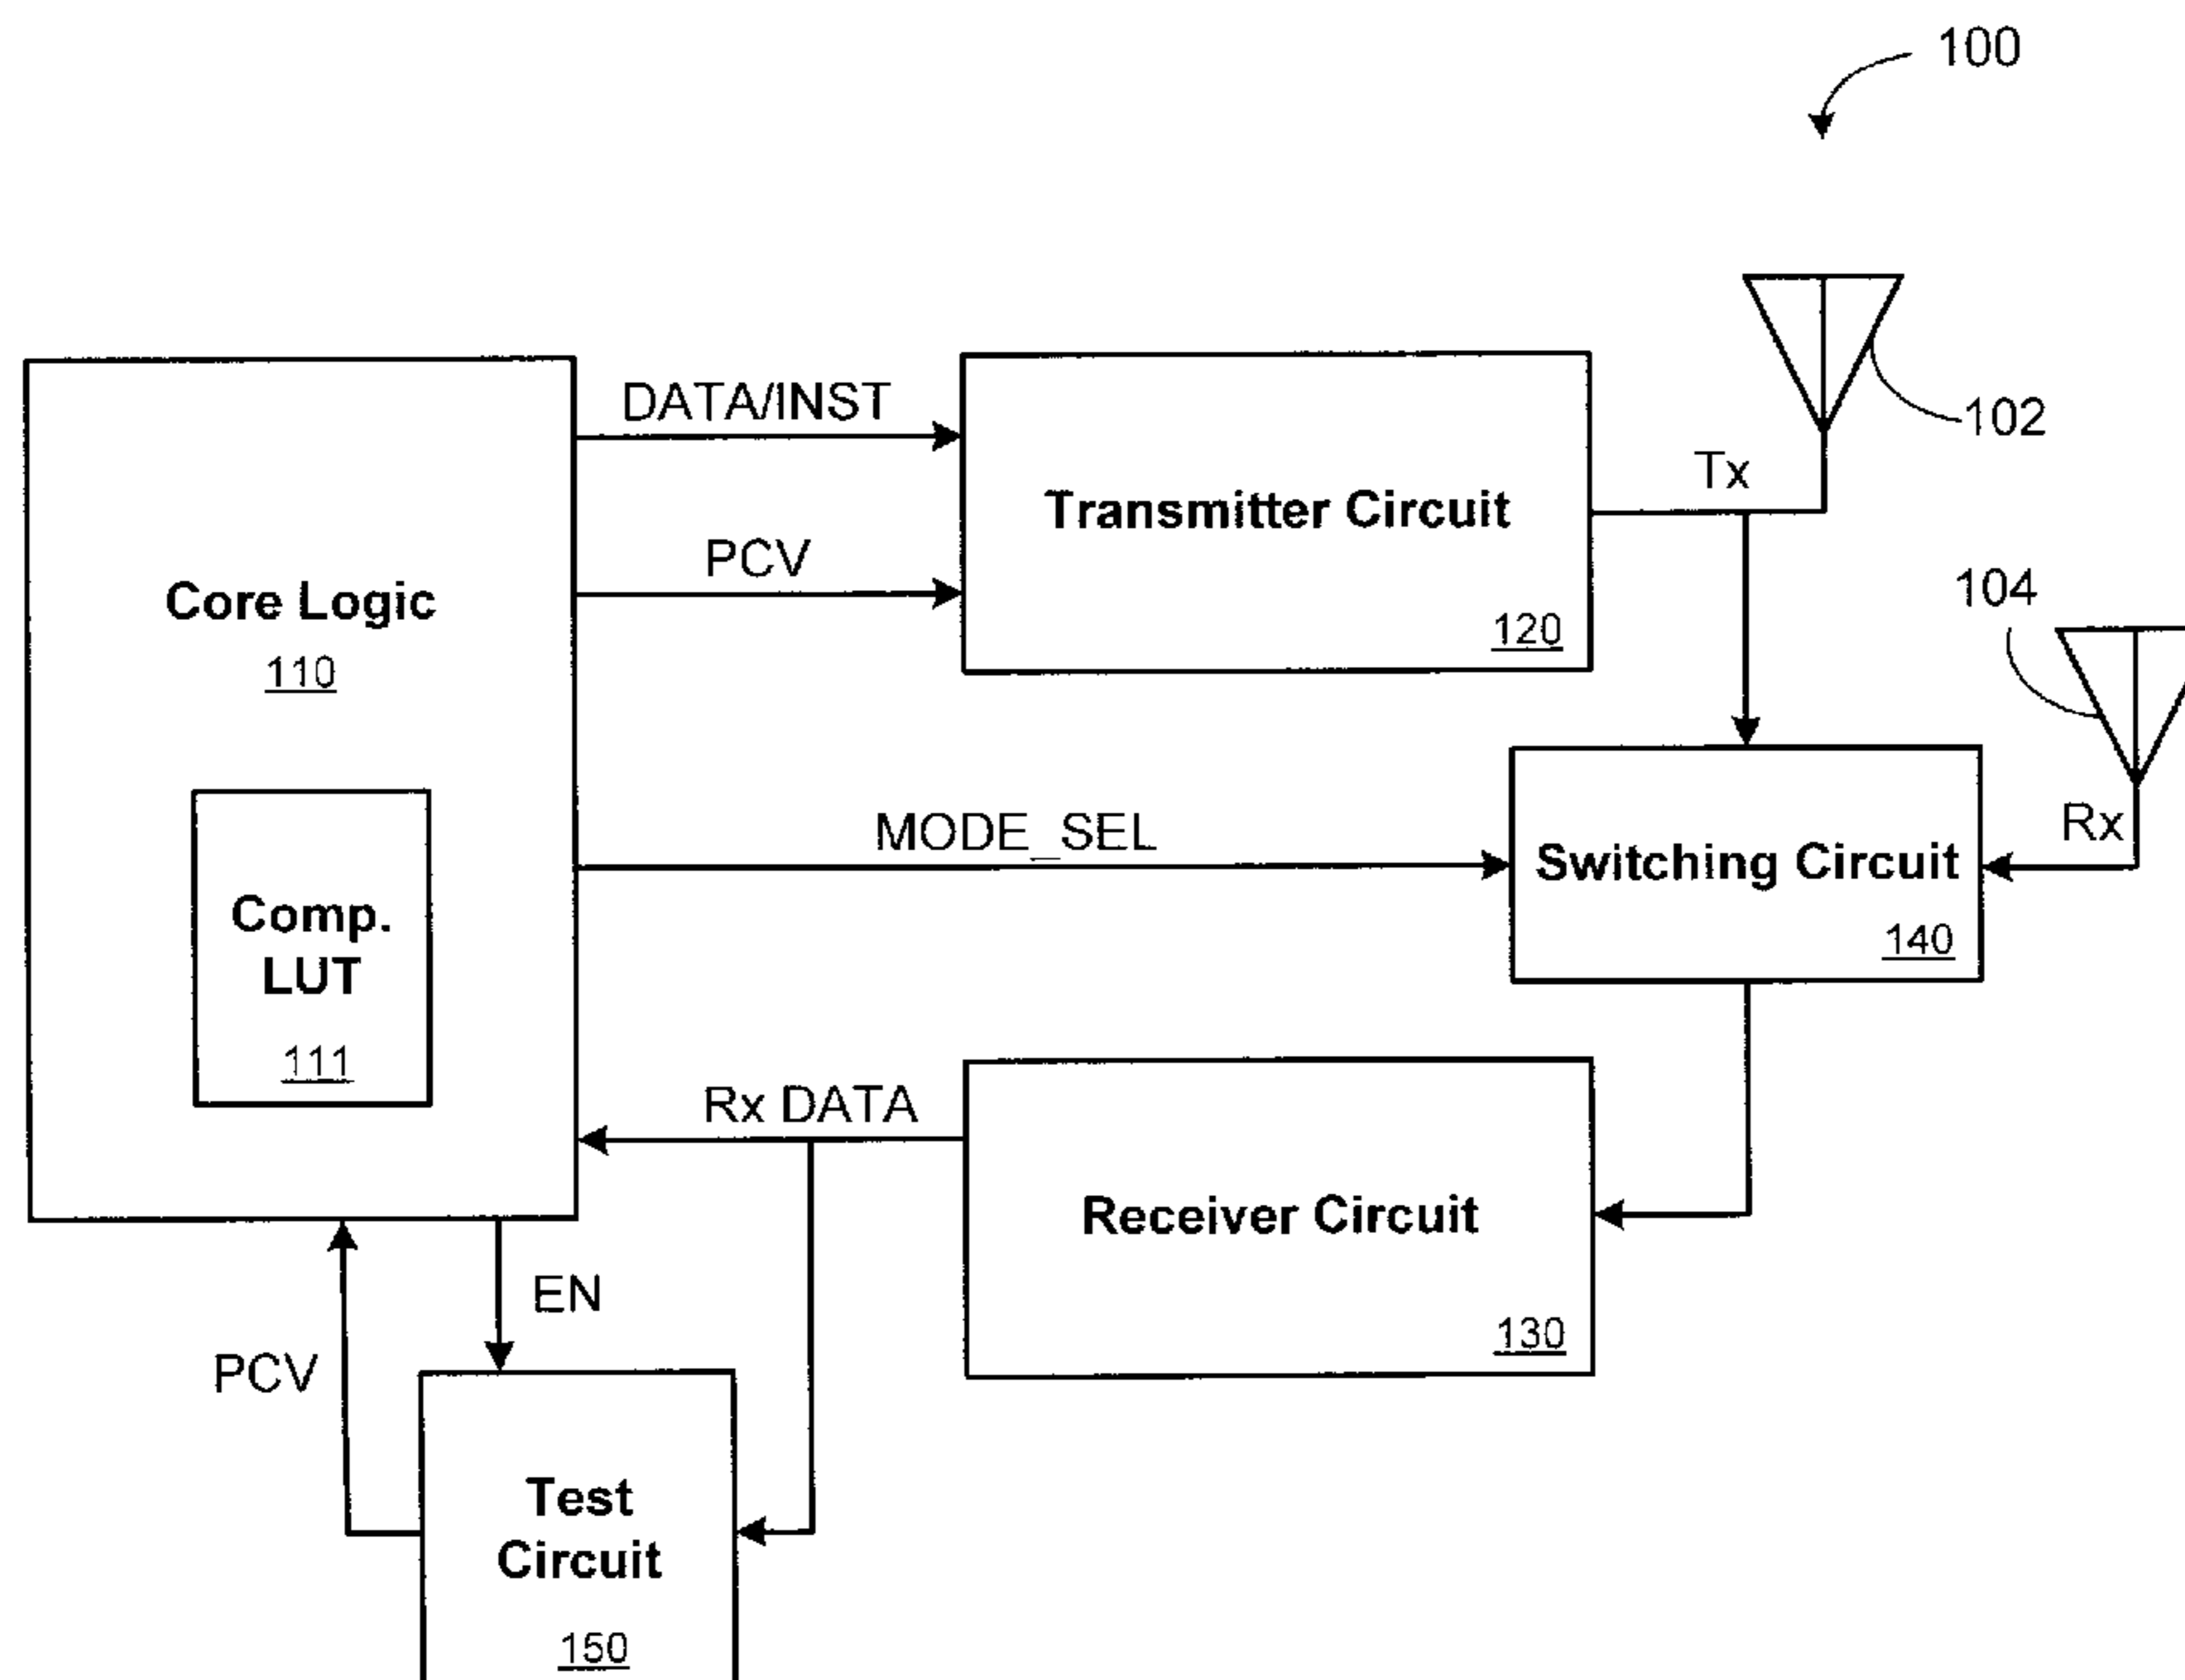 100
DATA/INST
102
Tx
Transmitter Circuit
PCV
104
Core Logic
120
110
MODE_SEL
Rx
Switching Circuit
Comp.
LUT
140
111
Rx DATA
Receiver Circuit
EN
130
PCV
Test
Circuit
150